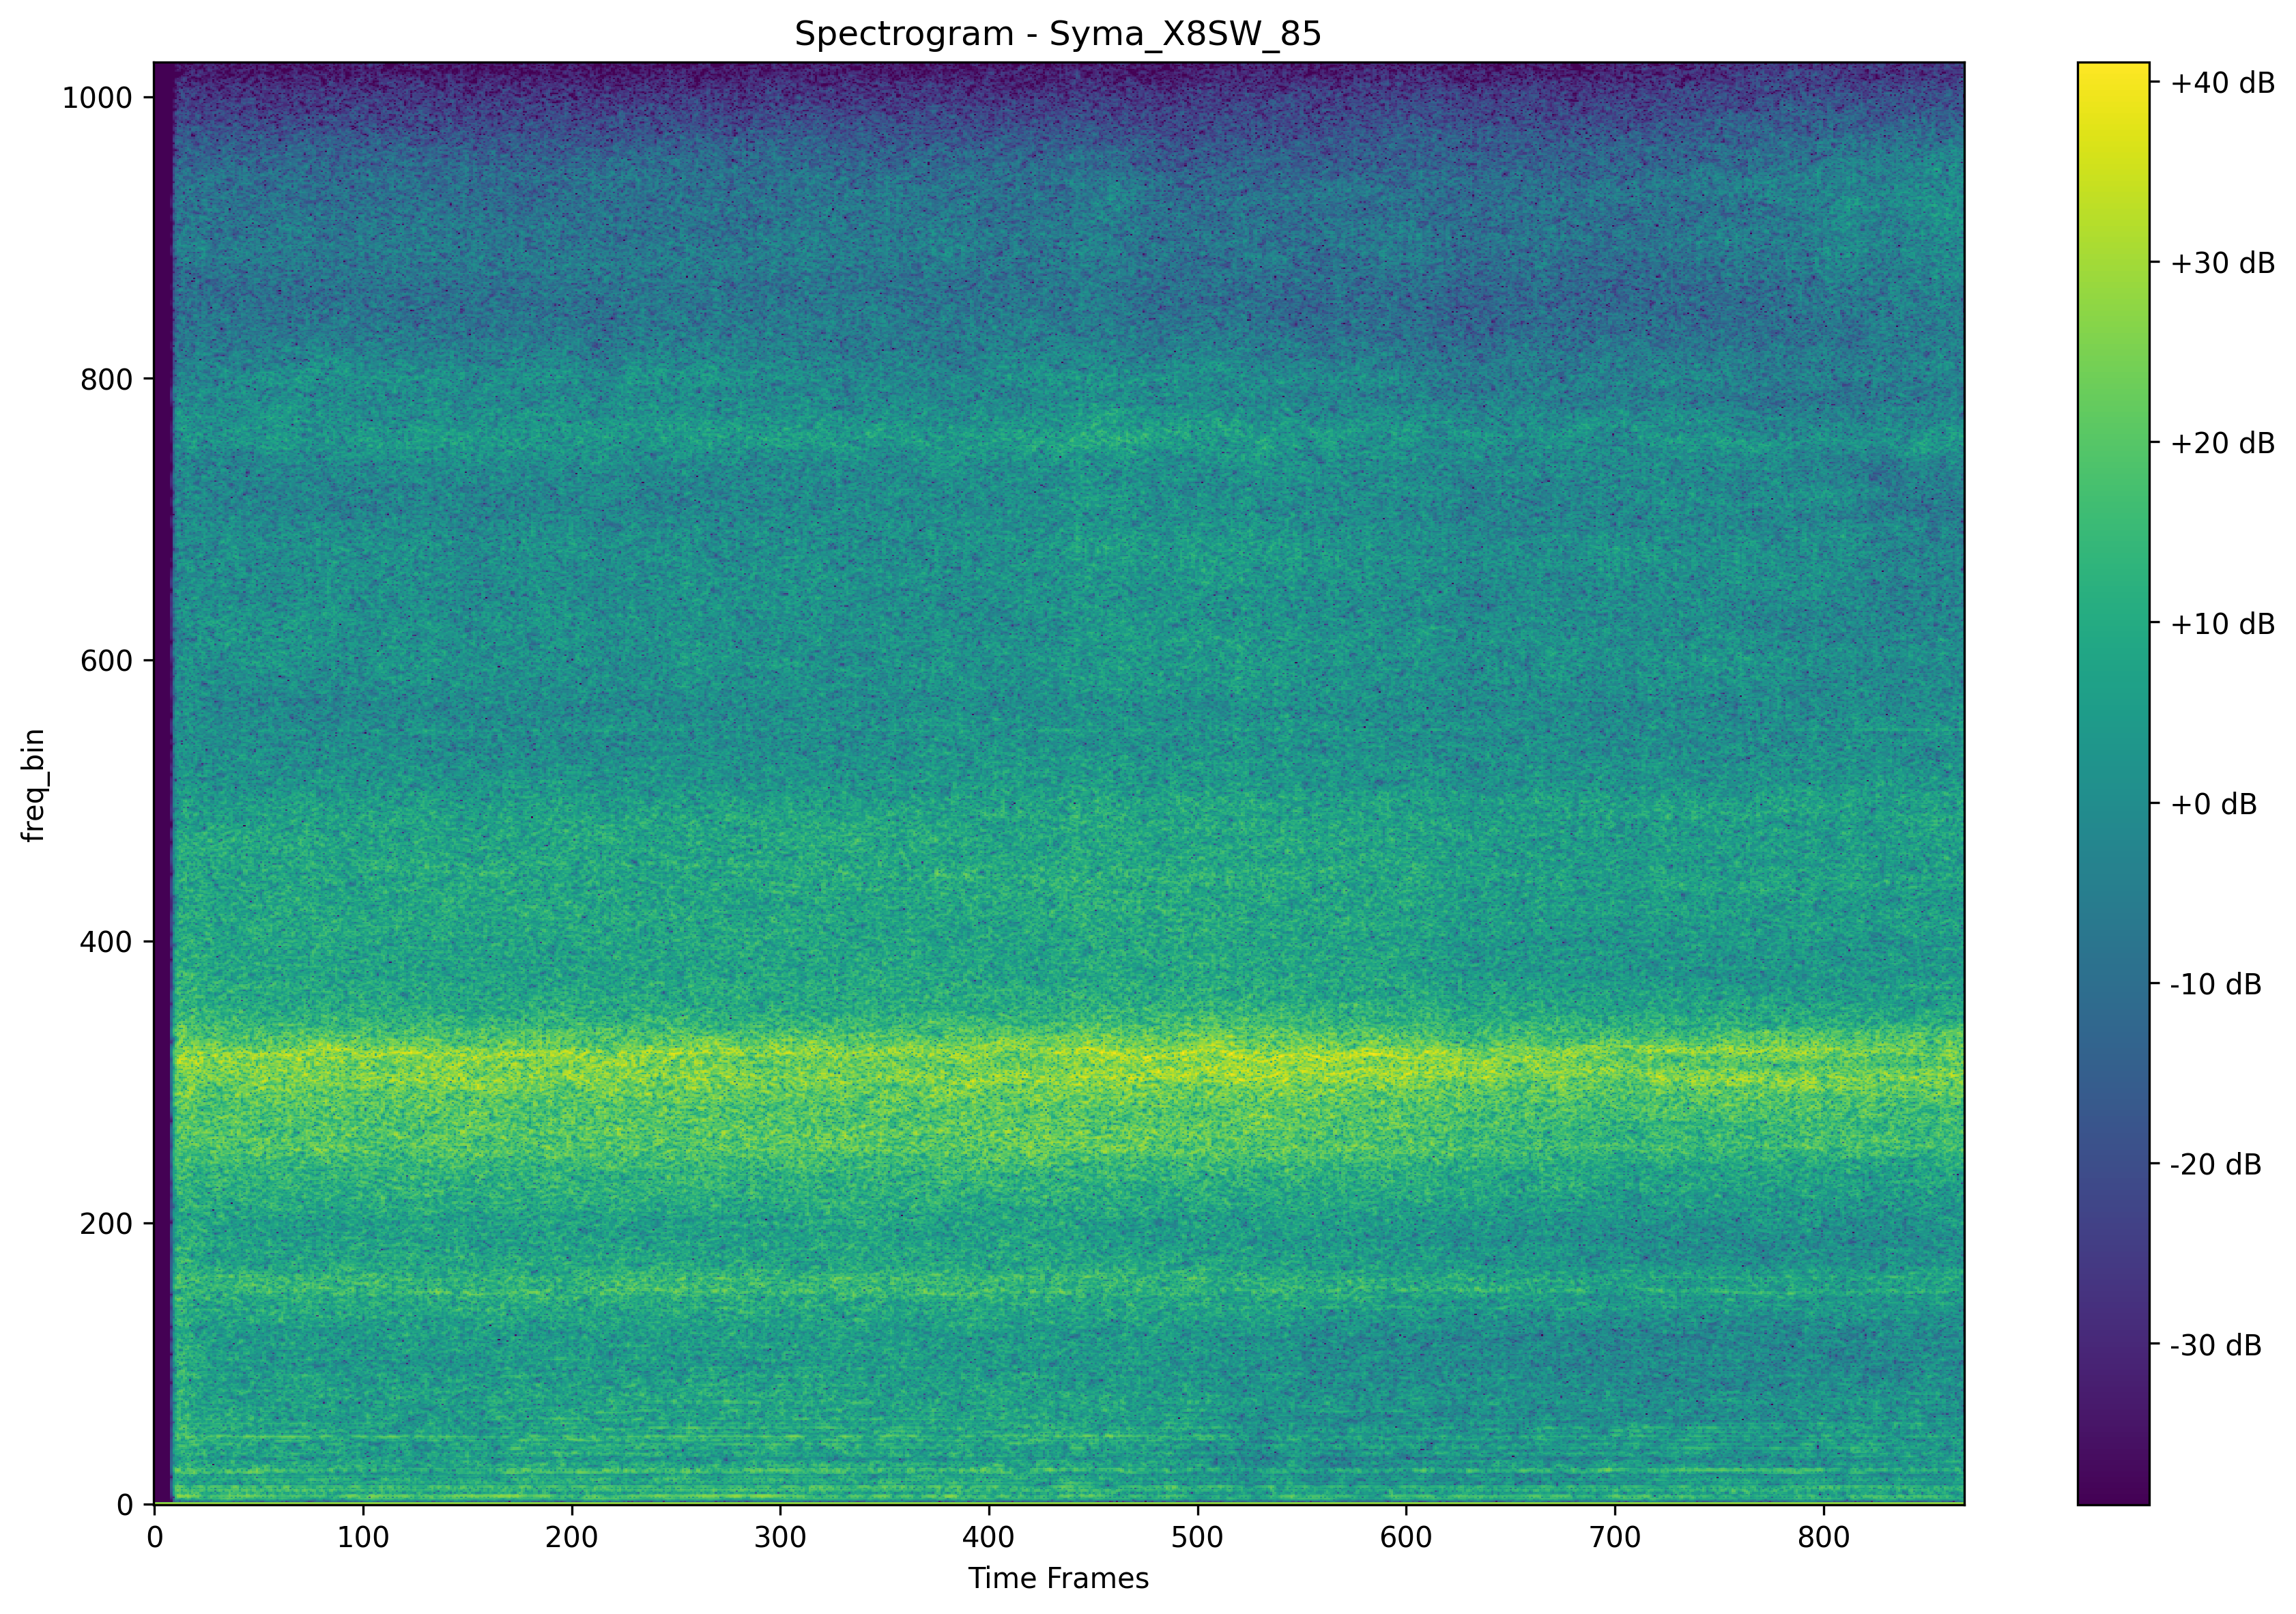 Spectrogram - Syma_X8SW_85
freq_bin
1000
800
600
400
200
0
0 100 200 300 400 500 600 700 800
Time Frames
+40 dB
+30 dB
+20 dB
+10 dB
+0 dB
-10 dB
-20 dB
-30 dB